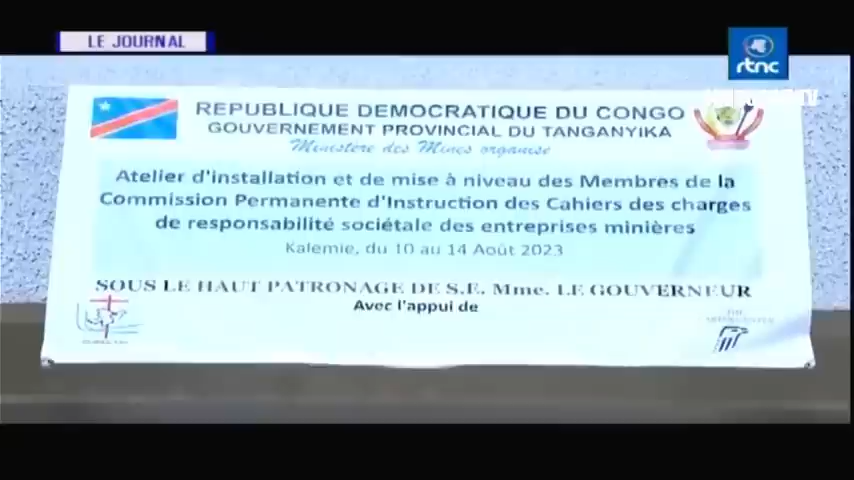 LE JOURNAL
rtnc
REPUBLIQUE DEMOCRATIQUE DU CONGO
GOUVERNEMENT PROVINCIAL DU TANGANYIKA
Ministère des Mines organise
Atelier d'installation et de mise à niveau des Membres de la
Commission Permanente d'Instruction des Cahiers des charges
de responsabilité sociétale des entreprises minières
Kalemie, du 10 au 14 Août 2023
SOUS LE HAUT PATRONAGE DE S.E. Mme. LE GOUVERNEUR
Avec l'appui de